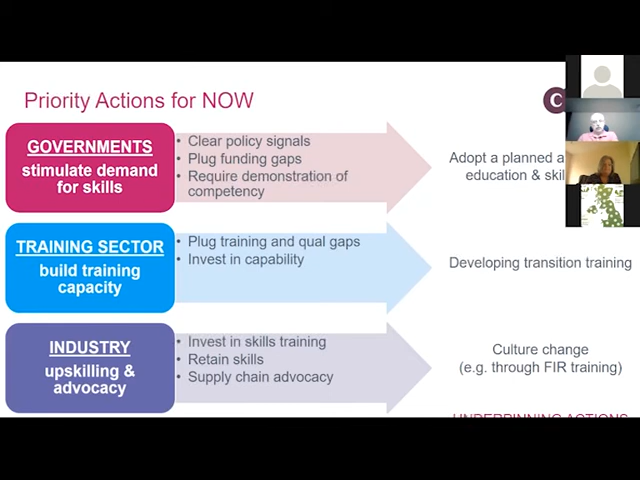 Priority Actions for NOW
C
GOVERNMENTS
stimulate demand
for skills
• Clear policy signals
• Plug funding gaps
• Require demonstration of
competency
Adopt a planned
education &
TRAINING SECTOR
build training
capacity
• Plug training and qual gaps
• Invest in capability
Developing transition training
INDUSTRY
upskilling &
advocacy
• Invest in skills training
• Retain skills
• Supply chain advocacy
Culture change
(e.g. through FIR training)
UNDERPINNING ACTIONS